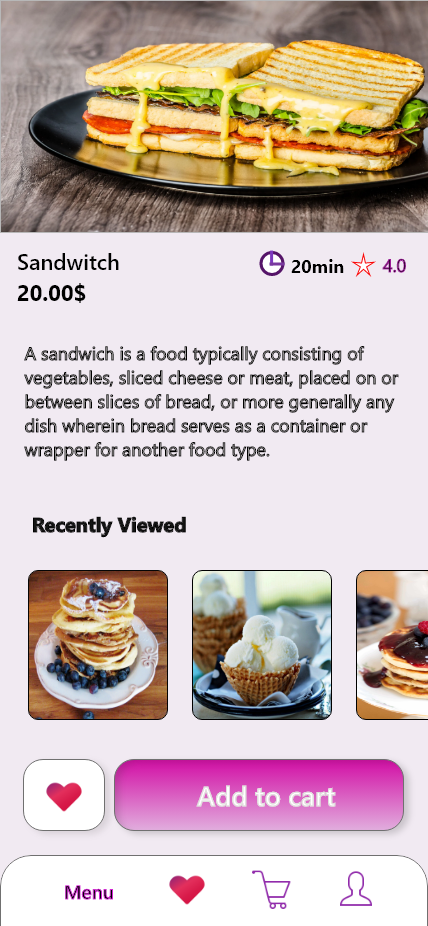 Sandwitch
20min
4.0
20.00$
A sandwich is a food typically consisting of
vegetables, sliced cheese or meat, placed on or
between slices of bread, or more generally any
dish wherein bread serves as a container or
wrapper for another food type.
Recently Viewed
Add to cart
Menu